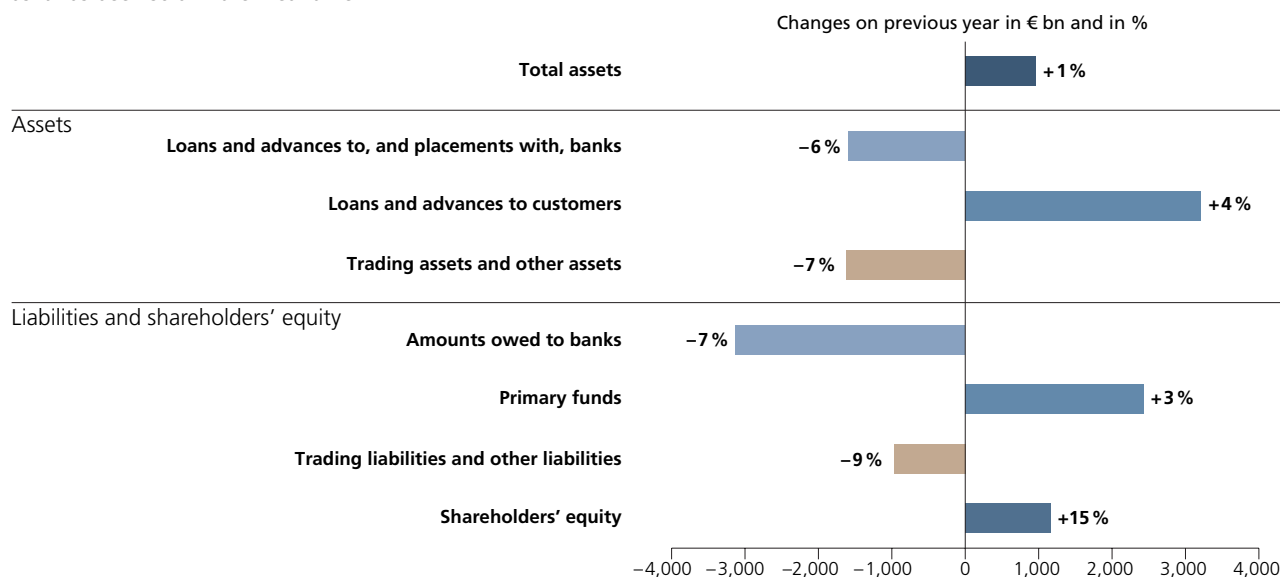 Changes on previous year in € bn and in %
Total assets +1 %
Assets
Loans and advances to, and placements with, banks −6 %
Loans and advances to customers +4 %
Trading assets and other assets −7 %
Liabilities and shareholders’ equity
Amounts owed to banks −7 %
Primary funds +3 %
Trading liabilities and other liabilities −9 %
Shareholders’ equity +15 %
−4,000 −3,000 −2,000 −1,000 0 1,000 2,000 3,000 4,000